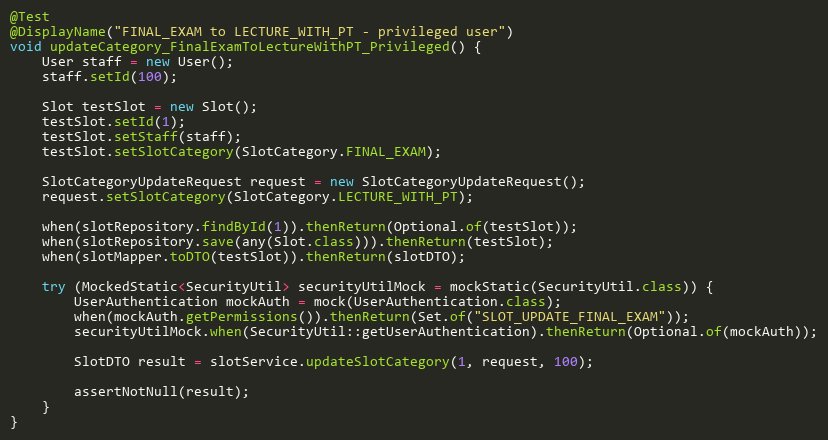 @Test
@DisplayName("FINAL_EXAM to LECTURE_WITH_PT - privileged user")
void updateCategory_FinalExamToLectureWithPT_Privileged() {
    User staff = new User();
    staff.setId(100);

    Slot testSlot = new Slot();
    testSlot.setId(1);
    testSlot.setStaff(staff);
    testSlot.setSlotCategory(SlotCategory.FINAL_EXAM);

    SlotCategoryUpdateRequest request = new SlotCategoryUpdateRequest();
    request.setSlotCategory(SlotCategory.LECTURE_WITH_PT);

    when(slotRepository.findById(1)).thenReturn(Optional.of(testSlot));
    when(slotRepository.save(any(Slot.class))).thenReturn(testSlot);
    when(slotMapper.toDTO(testSlot)).thenReturn(slotDTO);

    try (MockedStatic<SecurityUtil> securityUtilMock = mockStatic(SecurityUtil.class)) {
        UserAuthentication mockAuth = mock(UserAuthentication.class);
        when(mockAuth.getPermissions()).thenReturn(Set.of("SLOT_UPDATE_FINAL_EXAM"));
        securityUtilMock.when(SecurityUtil::getUserAuthentication).thenReturn(Optional.of(mockAuth));

        SlotDTO result = slotService.updateSlotCategory(1, request, 100);

        assertNotNull(result);
    }
}